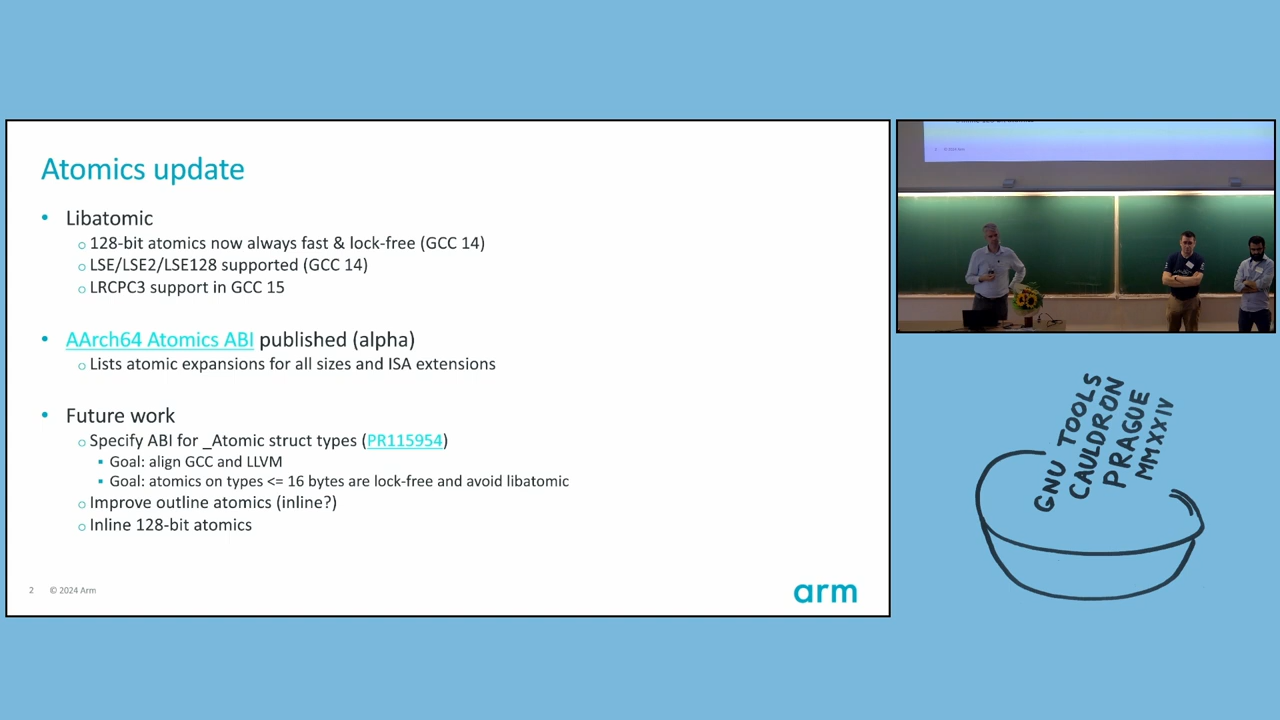 Atomics update
• Libatomic
o 128-bit atomics now always fast & lock-free (GCC 14)
o LSE/LSE2/LSE128 supported (GCC 14)
o LRCPC3 support in GCC 15
• AArch64 Atomics ABI published (alpha)
o Lists atomic expansions for all sizes and ISA extensions
• Future work
o Specify ABI for _Atomic struct types (PR115954)
▪ Goal: align GCC and LLVM
▪ Goal: atomics on types <= 16 bytes are lock-free and avoid libatomic
o Improve outline atomics (inline?)
o Inline 128-bit atomics
2 © 2024 Arm
arm
© 2024 Arm
GNU TOOLS
CAULDRON
PRAGUE
MMXXIV